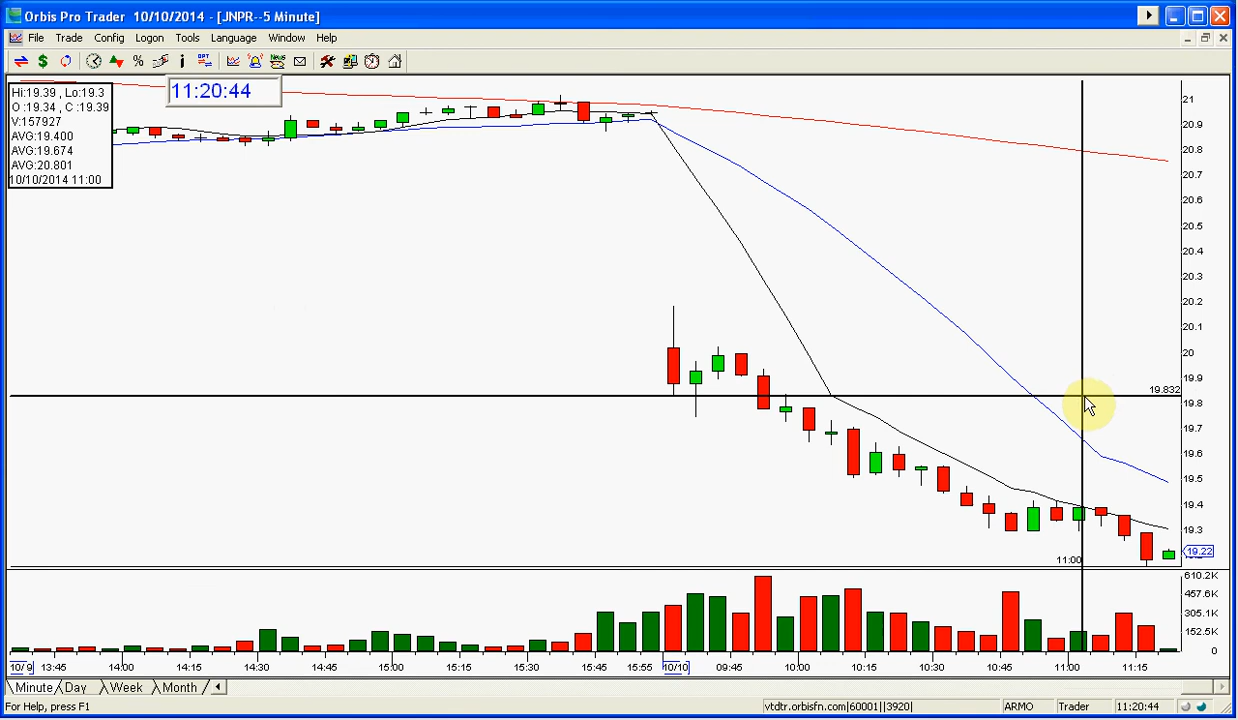 Orbis Pro Trader 10/10/2014 - [JNPR--5 Minute]
File Trade Config Logon Tools Language Window Help
Hi:19.39 , Lo:19.3
O :19.34 , C :19.39
V:157927
AVG:19.400
AVG:19.674
AVG:20.801
10/10/2014 11:00
11:20:44
21
20.9
20.8
20.7
20.6
20.5
20.4
20.3
20.2
20.1
20
19.9
19.832
19.8
19.7
19.6
19.5
19.4
19.3
19.22
11:00
610.2K
457.6K
305.1K
152.5K
0
10/9 13:45 14:00 14:15 14:30 14:45 15:00 15:15 15:30 15:45 15:55 10/10 09:45 10:00 10:15 10:30 10:45 11:00 11:15
Minute Day Week Month
For Help, press F1 vtdtr.orbisfn.com|60001||3920| ARMO Trader 11:20:44